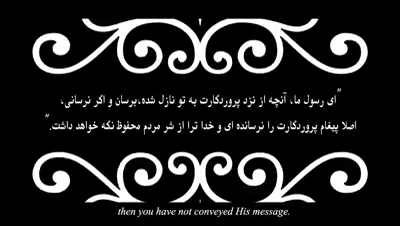 "ای رسول ما، آنچه از نزد پروردگارت به تو نازل شده،برسان و اگر نرسانی،
اصلا پیغام پروردگارت را نرسانده ای و خدا ترا از شر مردم محفوظ نگه خواهد داشت."
then you have not conveyed His message.